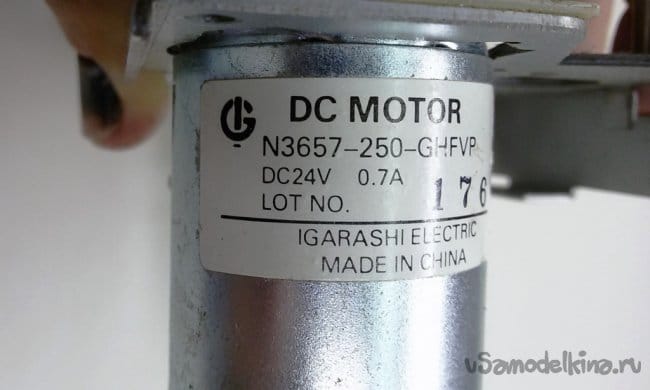 DC MOTOR
N3657-250-GHFVP
DC24V 0.7A
LOT NO. 176
IGARASHI ELECTRIC
MADE IN CHINA
vSamodelkina.ru